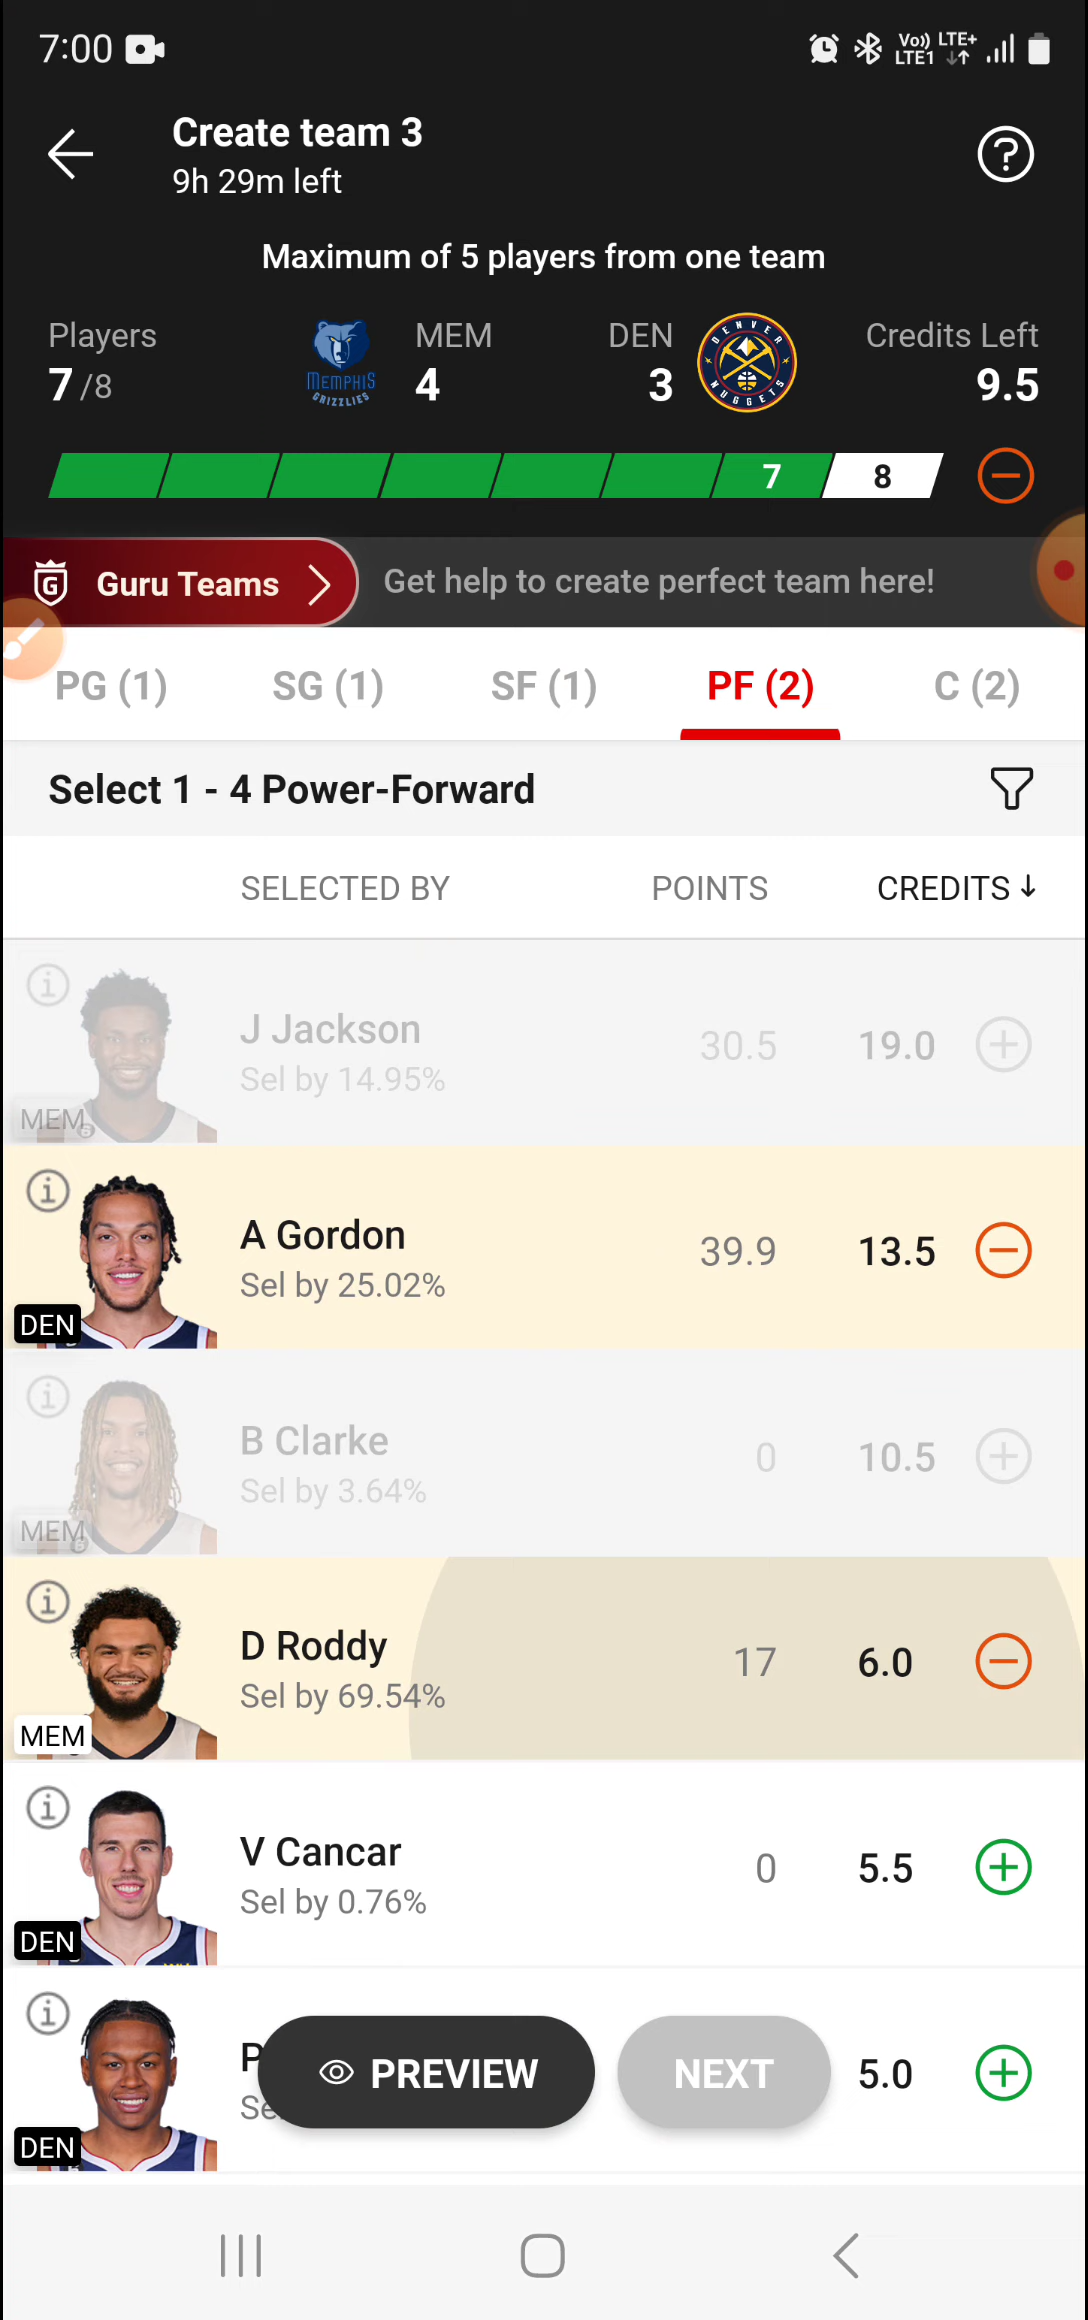 7:00
Vo)) LTE+
LTE1
Create team 3
9h 29m left
Maximum of 5 players from one team
Players MEM DEN Credits Left
7/8 4 3 9.5
DENVER NUGGETS
MEMPHIS
GRIZZLIES
7 8
G Guru Teams Get help to create perfect team here!
PG (1) SG (1) SF (1) PF (2) C (2)
Select 1 - 4 Power-Forward
SELECTED BY POINTS CREDITS ↓
J Jackson 30.5 19.0
Sel by 14.95%
MEM
A Gordon 39.9 13.5
Sel by 25.02%
DEN
B Clarke 0 10.5
Sel by 3.64%
MEM
D Roddy 17 6.0
Sel by 69.54%
MEM
V Cancar 0 5.5
Sel by 0.76%
DEN
P PREVIEW NEXT 5.0
Se
DEN